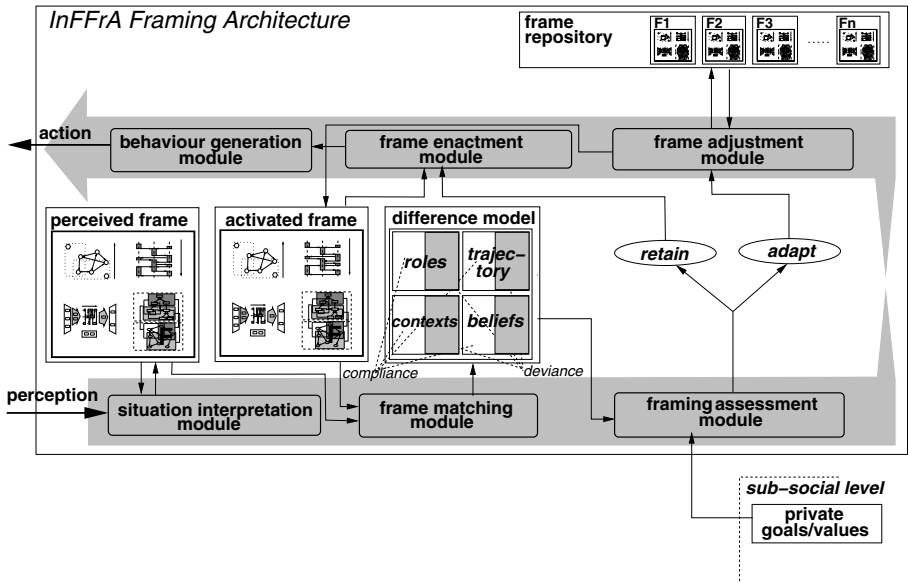 InFFrA Framing Architecture
frame
repository
F1
F2
F3
.....
Fn
action
behaviour generation
module
frame enactment
module
frame adjustment
module
perceived frame
activated frame
difference model
roles
trajec-
tory
contexts
beliefs
retain
adapt
compliance
deviance
perception
situation interpretation
module
frame matching
module
framing assessment
module
sub-social level
private
goals/values